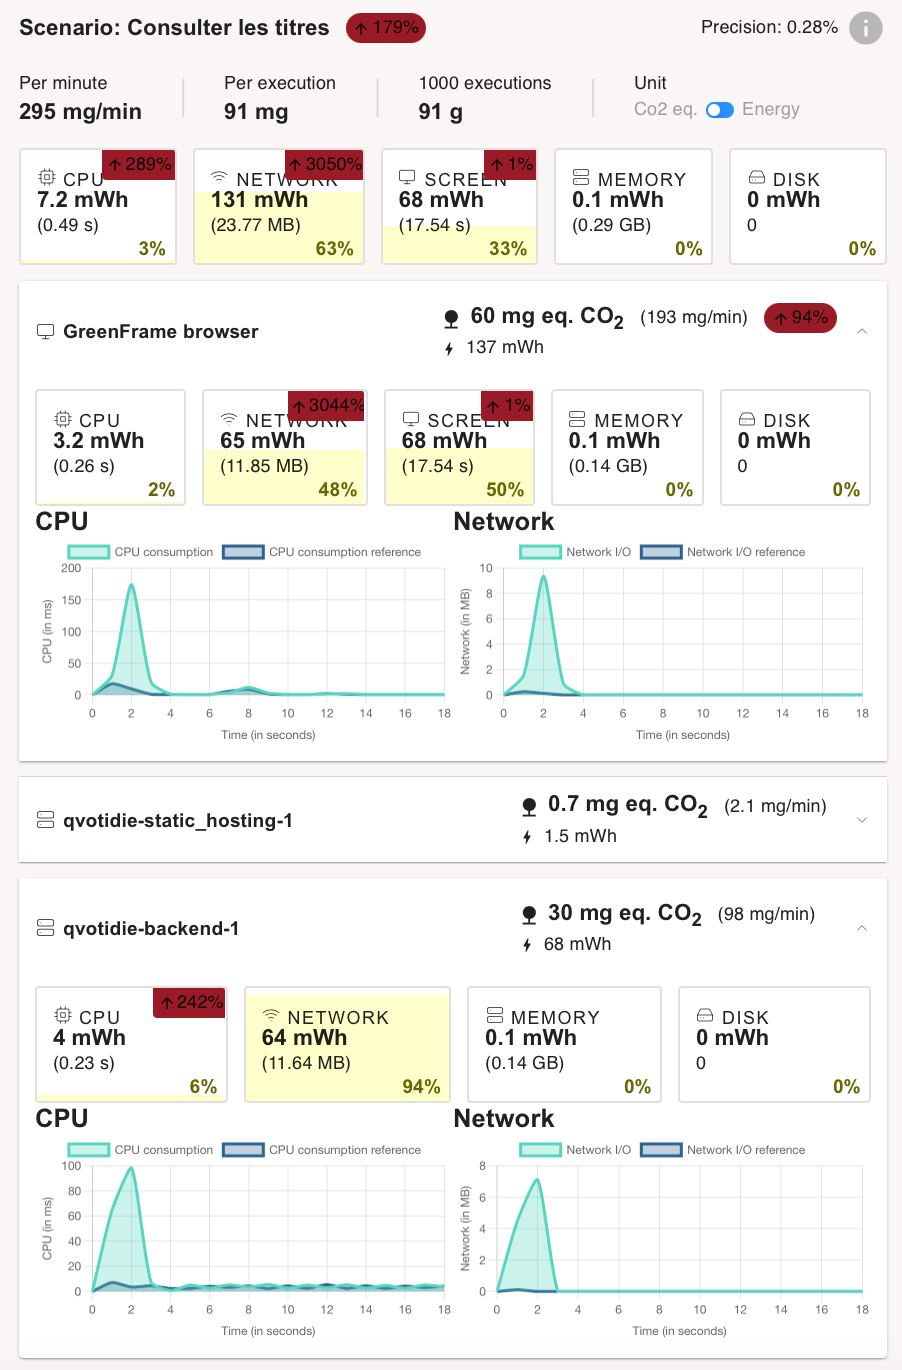 Scenario: Consulter les titres ↑ 179% Precision: 0.28% i
Per minute Per execution 1000 executions Unit
295 mg/min 91 mg 91 g Co2 eq. Energy
↑ 289% ↑ 3050% ↑ 1%
CPU NETWORK SCREEN MEMORY DISK
7.2 mWh 131 mWh 68 mWh 0.1 mWh 0 mWh
(0.49 s) (23.77 MB) (17.54 s) (0.29 GB) 0
3% 63% 33% 0% 0%
GreenFrame browser 60 mg eq. CO2 (193 mg/min) ↑ 94%
137 mWh
↑ 3044% ↑ 1%
CPU NETWORK SCREEN MEMORY DISK
3.2 mWh 65 mWh 68 mWh 0.1 mWh 0 mWh
(0.26 s) (11.85 MB) (17.54 s) (0.14 GB) 0
2% 48% 50% 0% 0%
CPU Network
CPU consumption CPU consumption reference Network I/O Network I/O reference
CPU (in ms)
200
150
100
50
0
0 2 4 6 8 10 12 14 16 18
Time (in seconds)
Network (in MB)
10
8
6
4
2
0
0 2 4 6 8 10 12 14 16 18
Time (in seconds)
qvotidie-static_hosting-1 0.7 mg eq. CO2 (2.1 mg/min)
1.5 mWh
qvotidie-backend-1 30 mg eq. CO2 (98 mg/min)
68 mWh
↑ 242%
CPU NETWORK MEMORY DISK
4 mWh 64 mWh 0.1 mWh 0 mWh
(0.23 s) (11.64 MB) (0.14 GB) 0
6% 94% 0% 0%
CPU Network
CPU consumption CPU consumption reference Network I/O Network I/O reference
CPU (in ms)
100
80
60
40
20
0
0 2 4 6 8 10 12 14 16 18
Time (in seconds)
Network (in MB)
8
6
4
2
0
0 2 4 6 8 10 12 14 16 18
Time (in seconds)